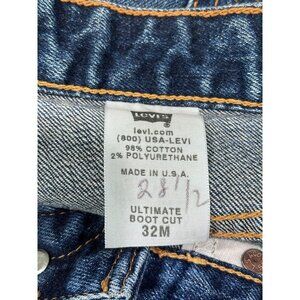 Levi's
levi.com
(800) USA-LEVI
98% COTTON
2% POLYURETHANE
MADE IN U.S.A.
28 1/2
ULTIMATE
BOOT CUT
32M